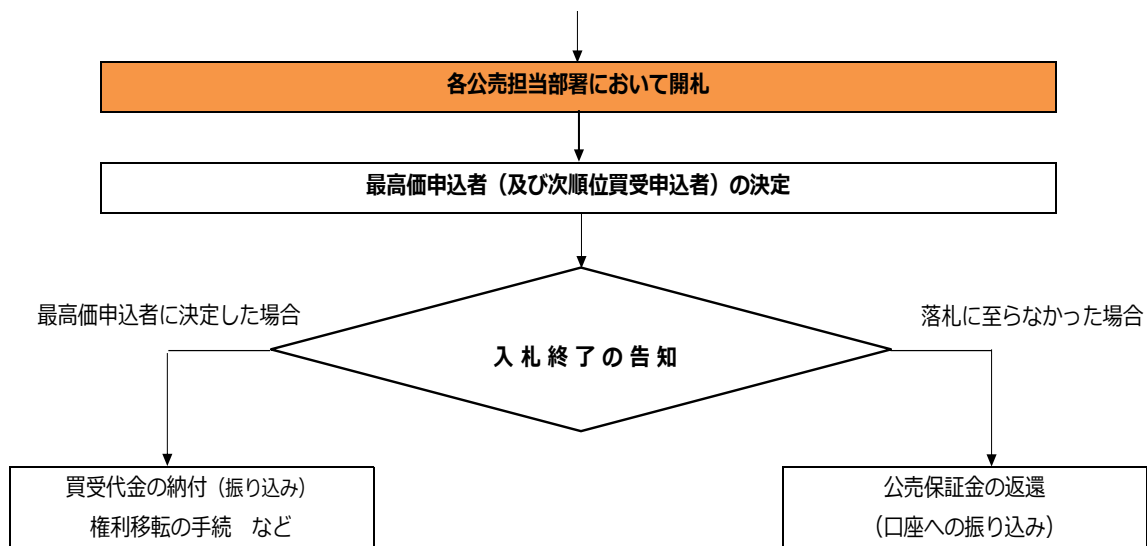 各公売担当部署において開札
最高価申込者（及び次順位買受申込者）の決定
最高価申込者に決定した場合
落札に至らなかった場合
入札終了の告知
買受代金の納付（振り込み）
権利移転の手続　など
公売保証金の返還
（口座への振り込み）